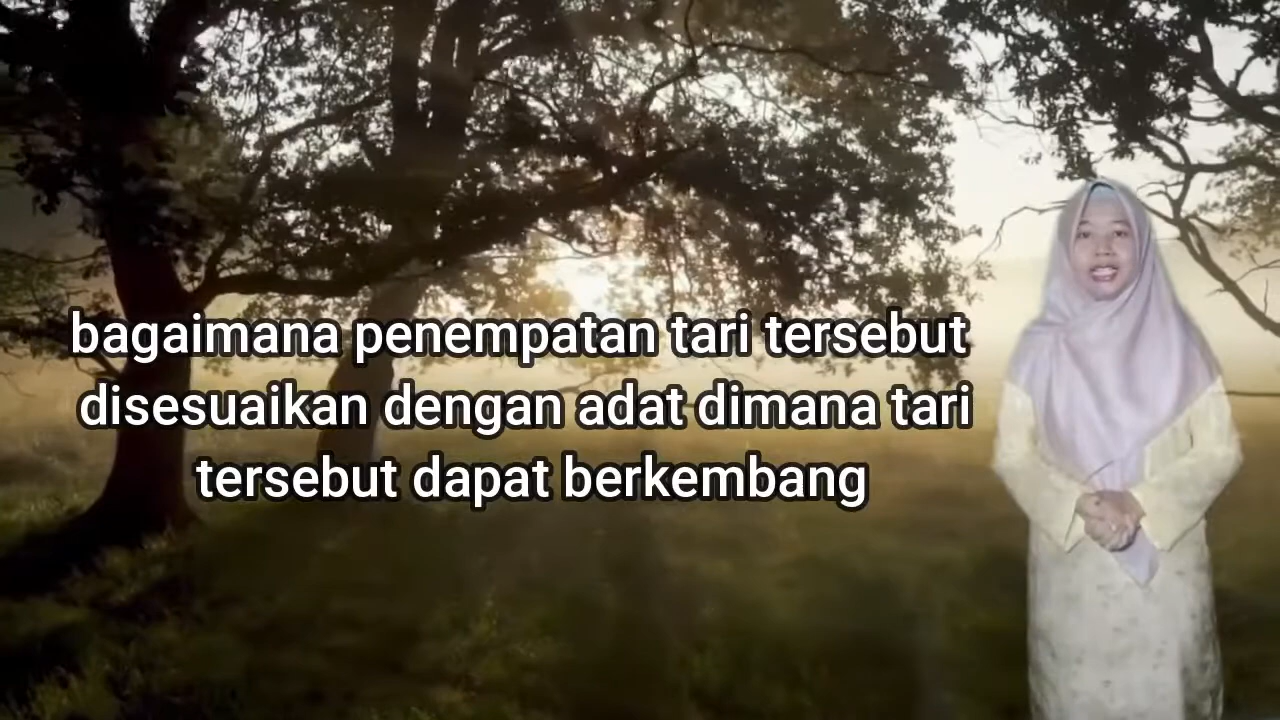 bagaimana penempatan tari tersebut
disesuaikan dengan adat dimana tari
tersebut dapat berkembang